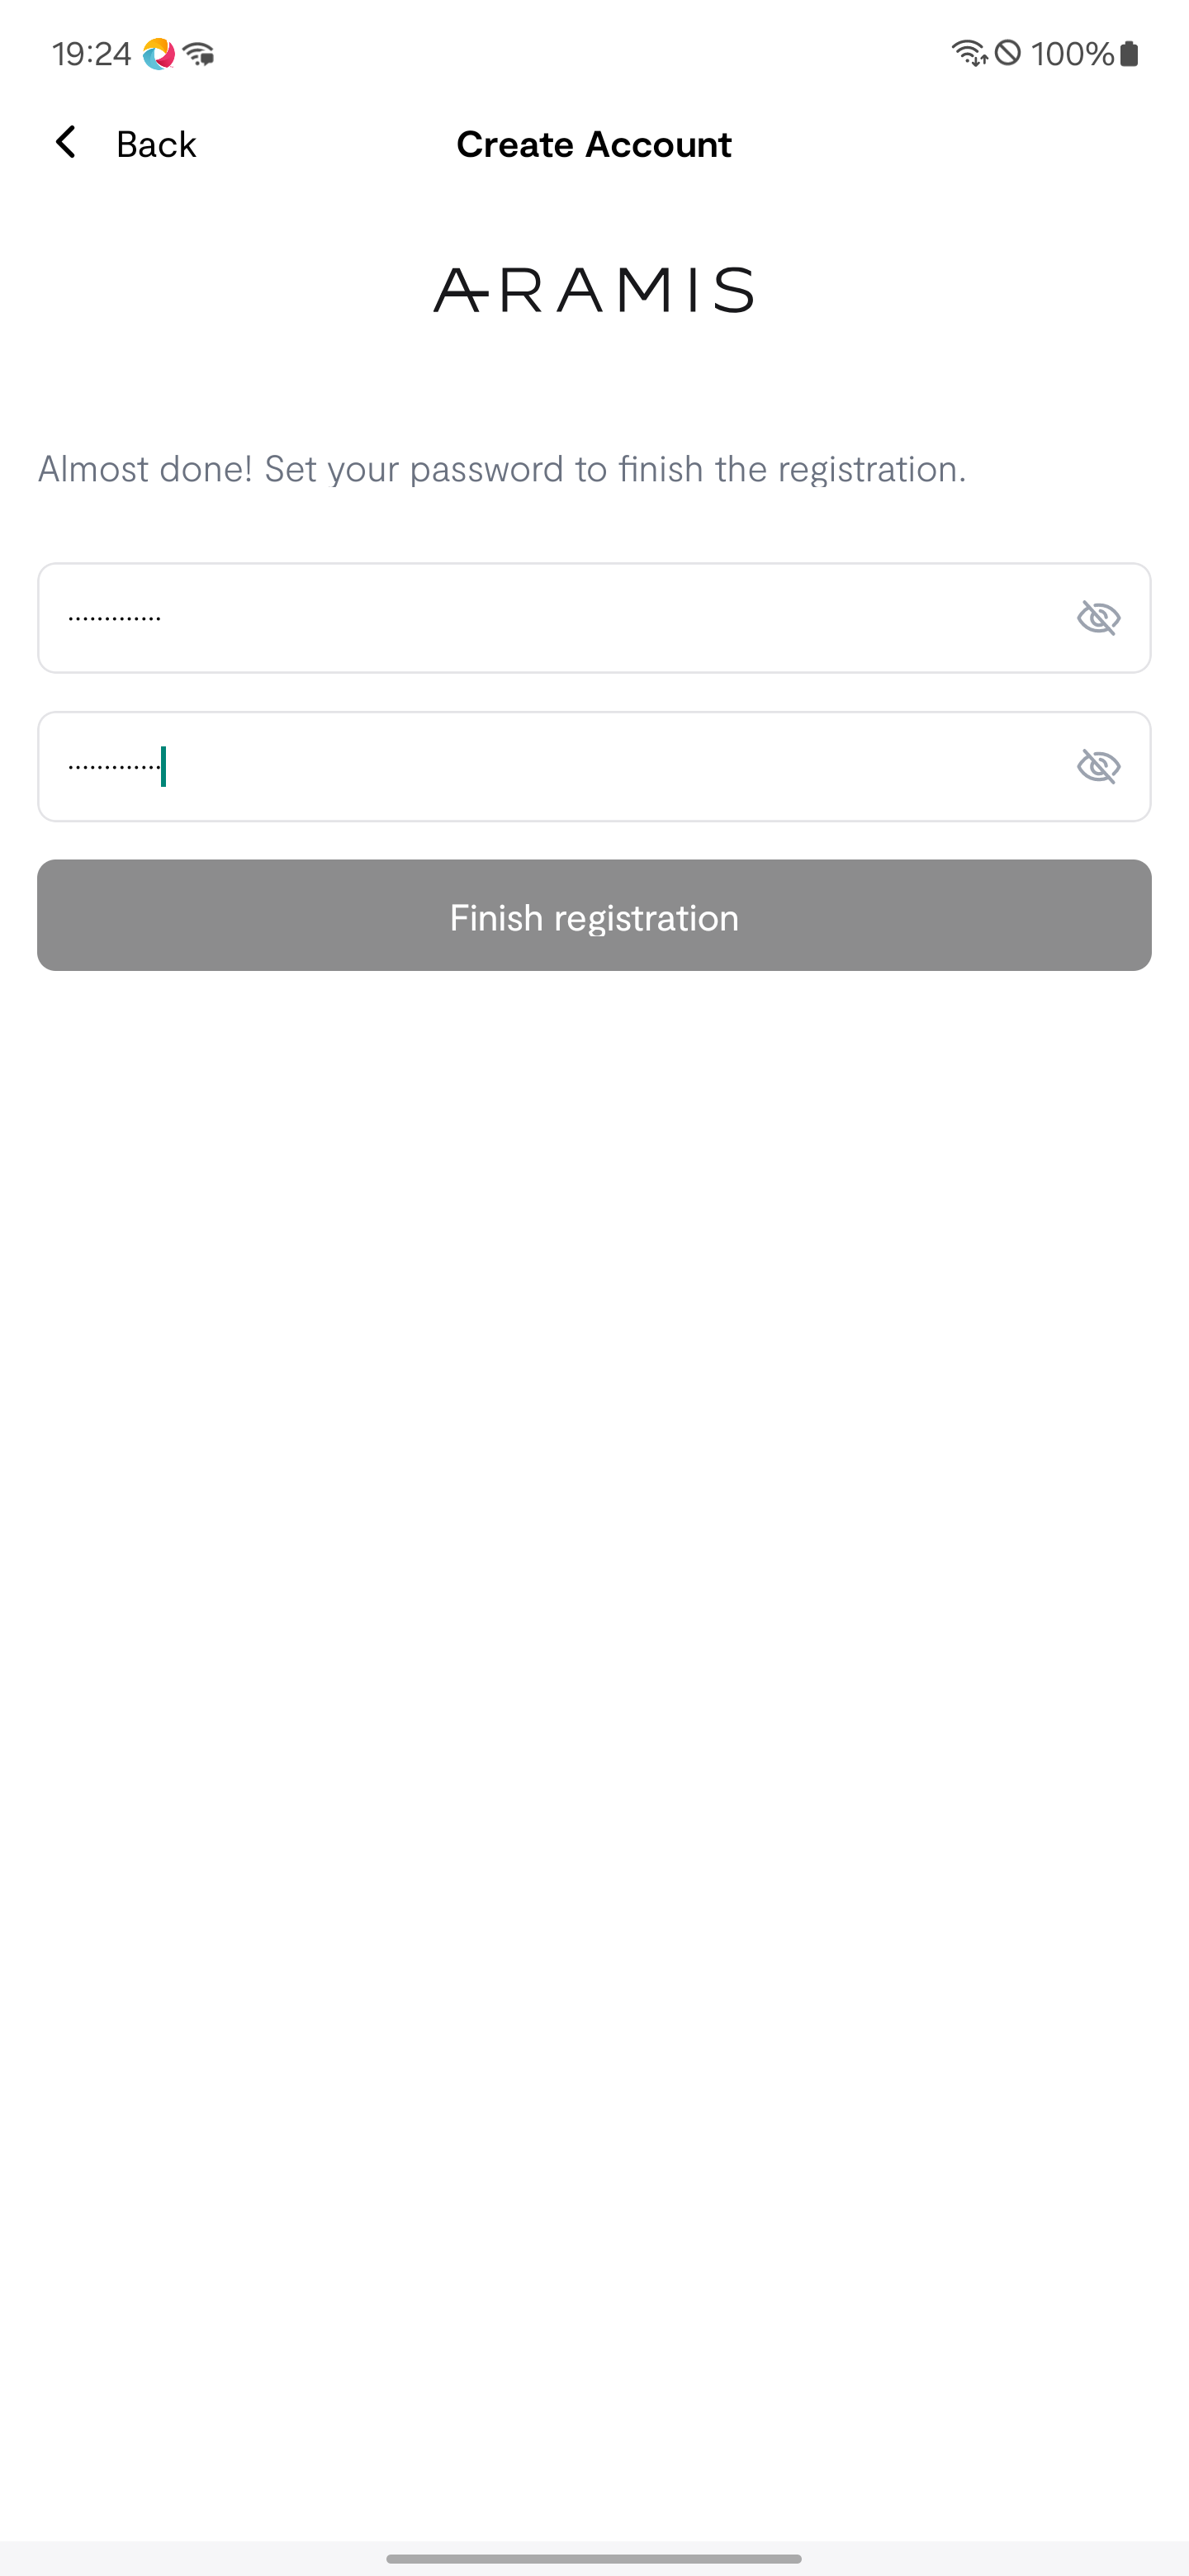 19:24
100%
Back
Create Account
ARAMIS
Almost done! Set your password to finish the registration.
•••••••••••••
•••••••••••••
Finish registration